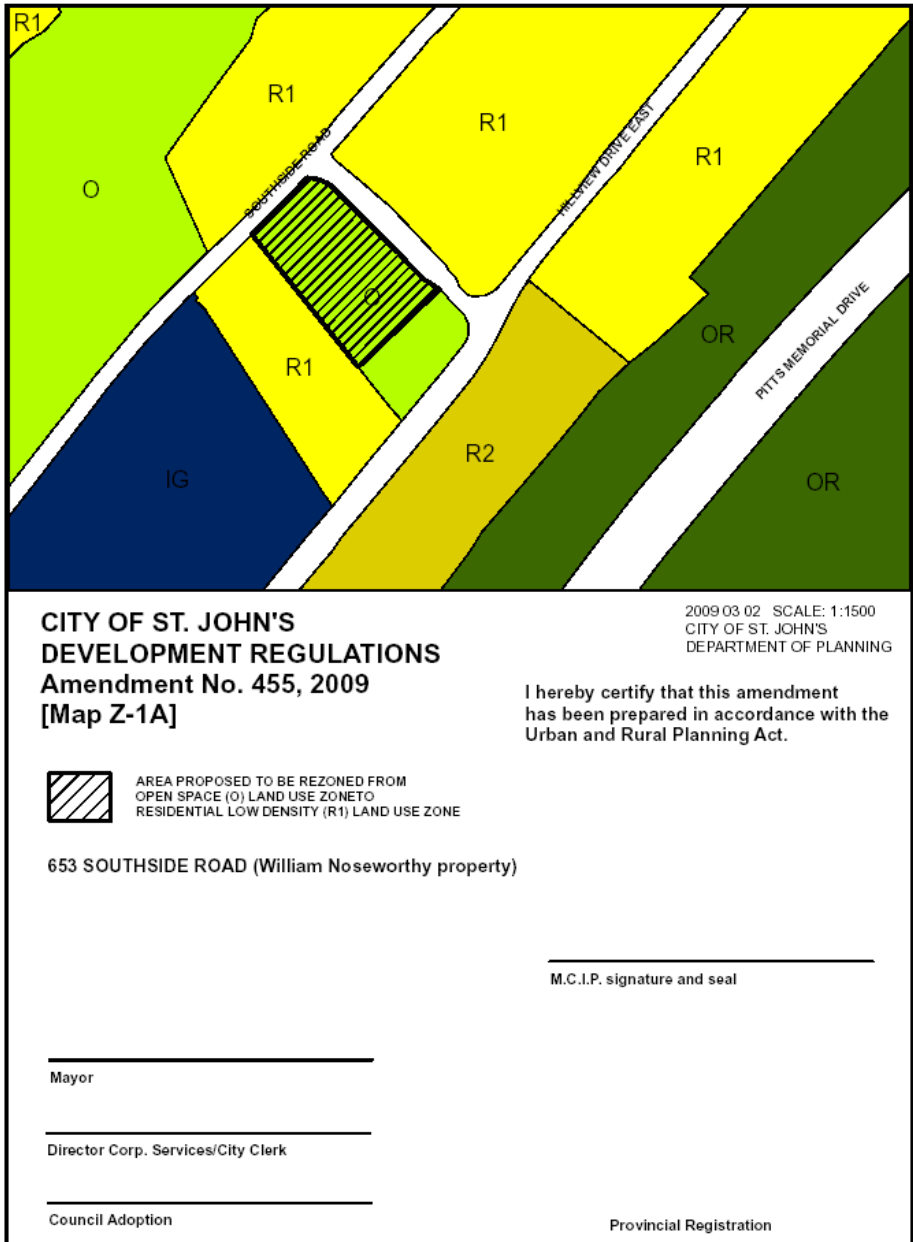 R1
R1
R1
R1
O
SOUTHSIDE ROAD
HILLVIEW DRIVE EAST
O
R1
OR
PITTS MEMORIAL DRIVE
IG
R2
OR
CITY OF ST. JOHN'S
DEVELOPMENT REGULATIONS
Amendment No. 455, 2009
[Map Z-1A]
2009 03 02 SCALE: 1:1500
CITY OF ST. JOHN'S
DEPARTMENT OF PLANNING
I hereby certify that this amendment
has been prepared in accordance with the
Urban and Rural Planning Act.
AREA PROPOSED TO BE REZONED FROM
OPEN SPACE (O) LAND USE ZONETO
RESIDENTIAL LOW DENSITY (R1) LAND USE ZONE
653 SOUTHSIDE ROAD (William Noseworthy property)
M.C.I.P. signature and seal
Mayor
Director Corp. Services/City Clerk
Council Adoption
Provincial Registration